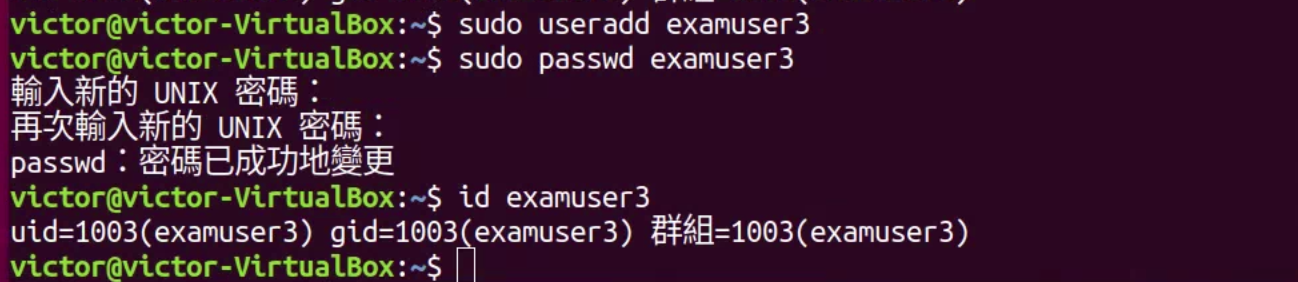 victor@victor-VirtualBox:~$ sudo useradd examuser3
victor@victor-VirtualBox:~$ sudo passwd examuser3
輸入新的 UNIX 密碼：
再次輸入新的 UNIX 密碼：
passwd：密碼已成功地變更
victor@victor-VirtualBox:~$ id examuser3
uid=1003(examuser3) gid=1003(examuser3) 群組=1003(examuser3)
victor@victor-VirtualBox:~$